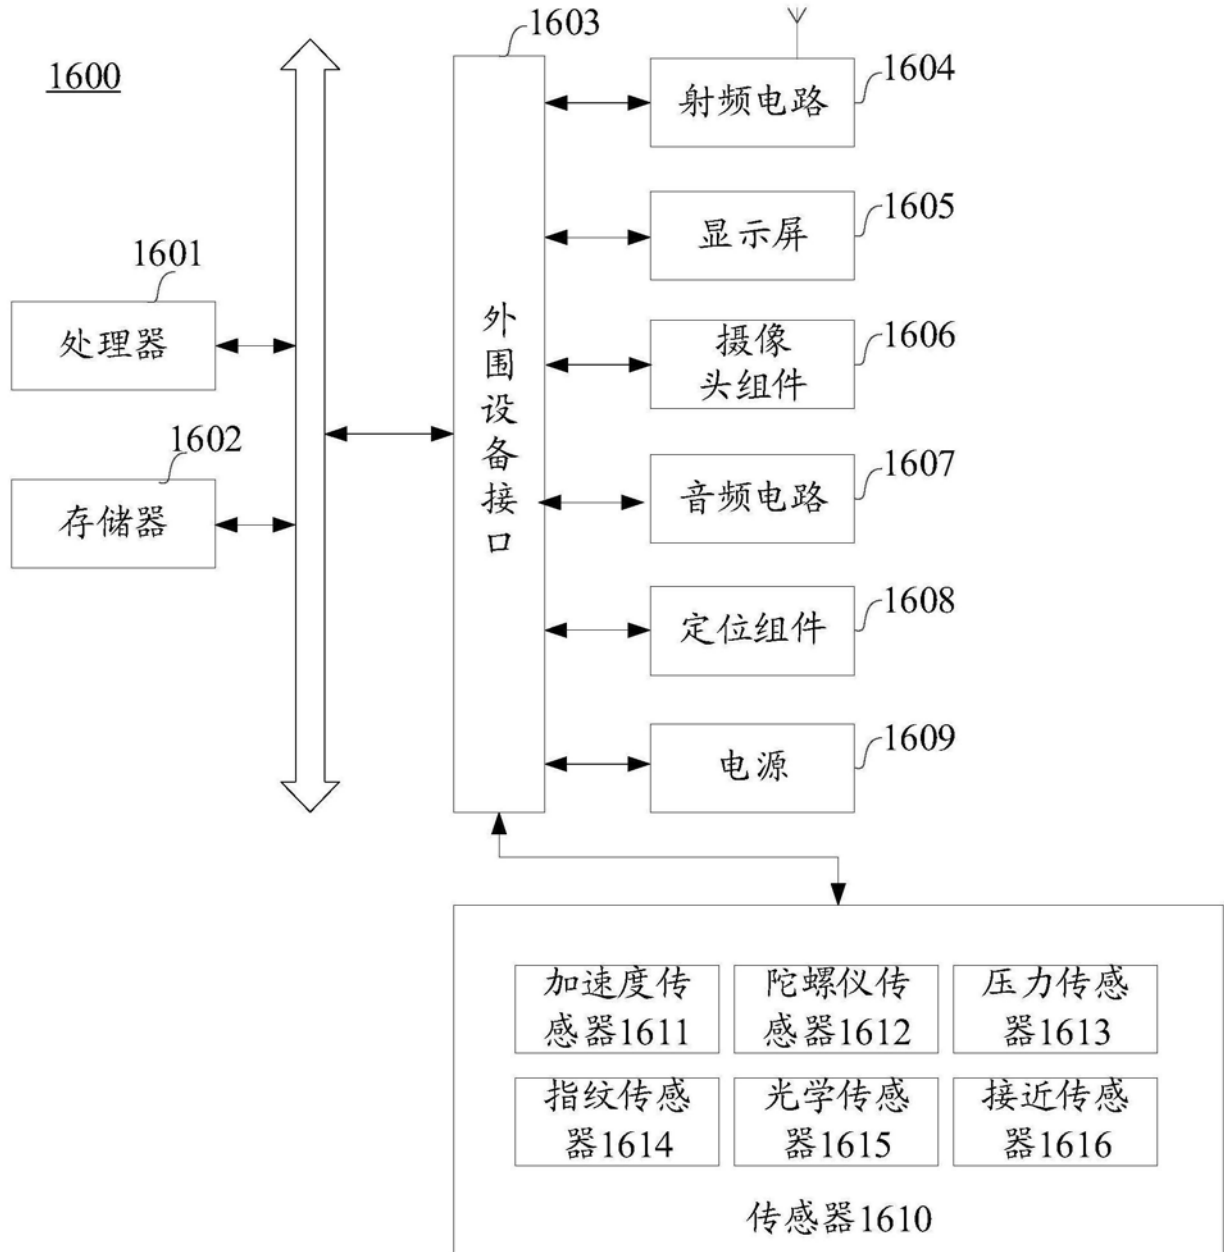 1600
1603
1604
射频电路
1605
显示屏
1601
处理器
外围设备接口
1606
摄像
头组件
1602
存储器
1607
音频电路
1608
定位组件
1609
电源
加速度传
感器1611
陀螺仪传
感器1612
压力传感
器1613
指纹传感
器1614
光学传感
器1615
接近传感
器1616
传感器1610